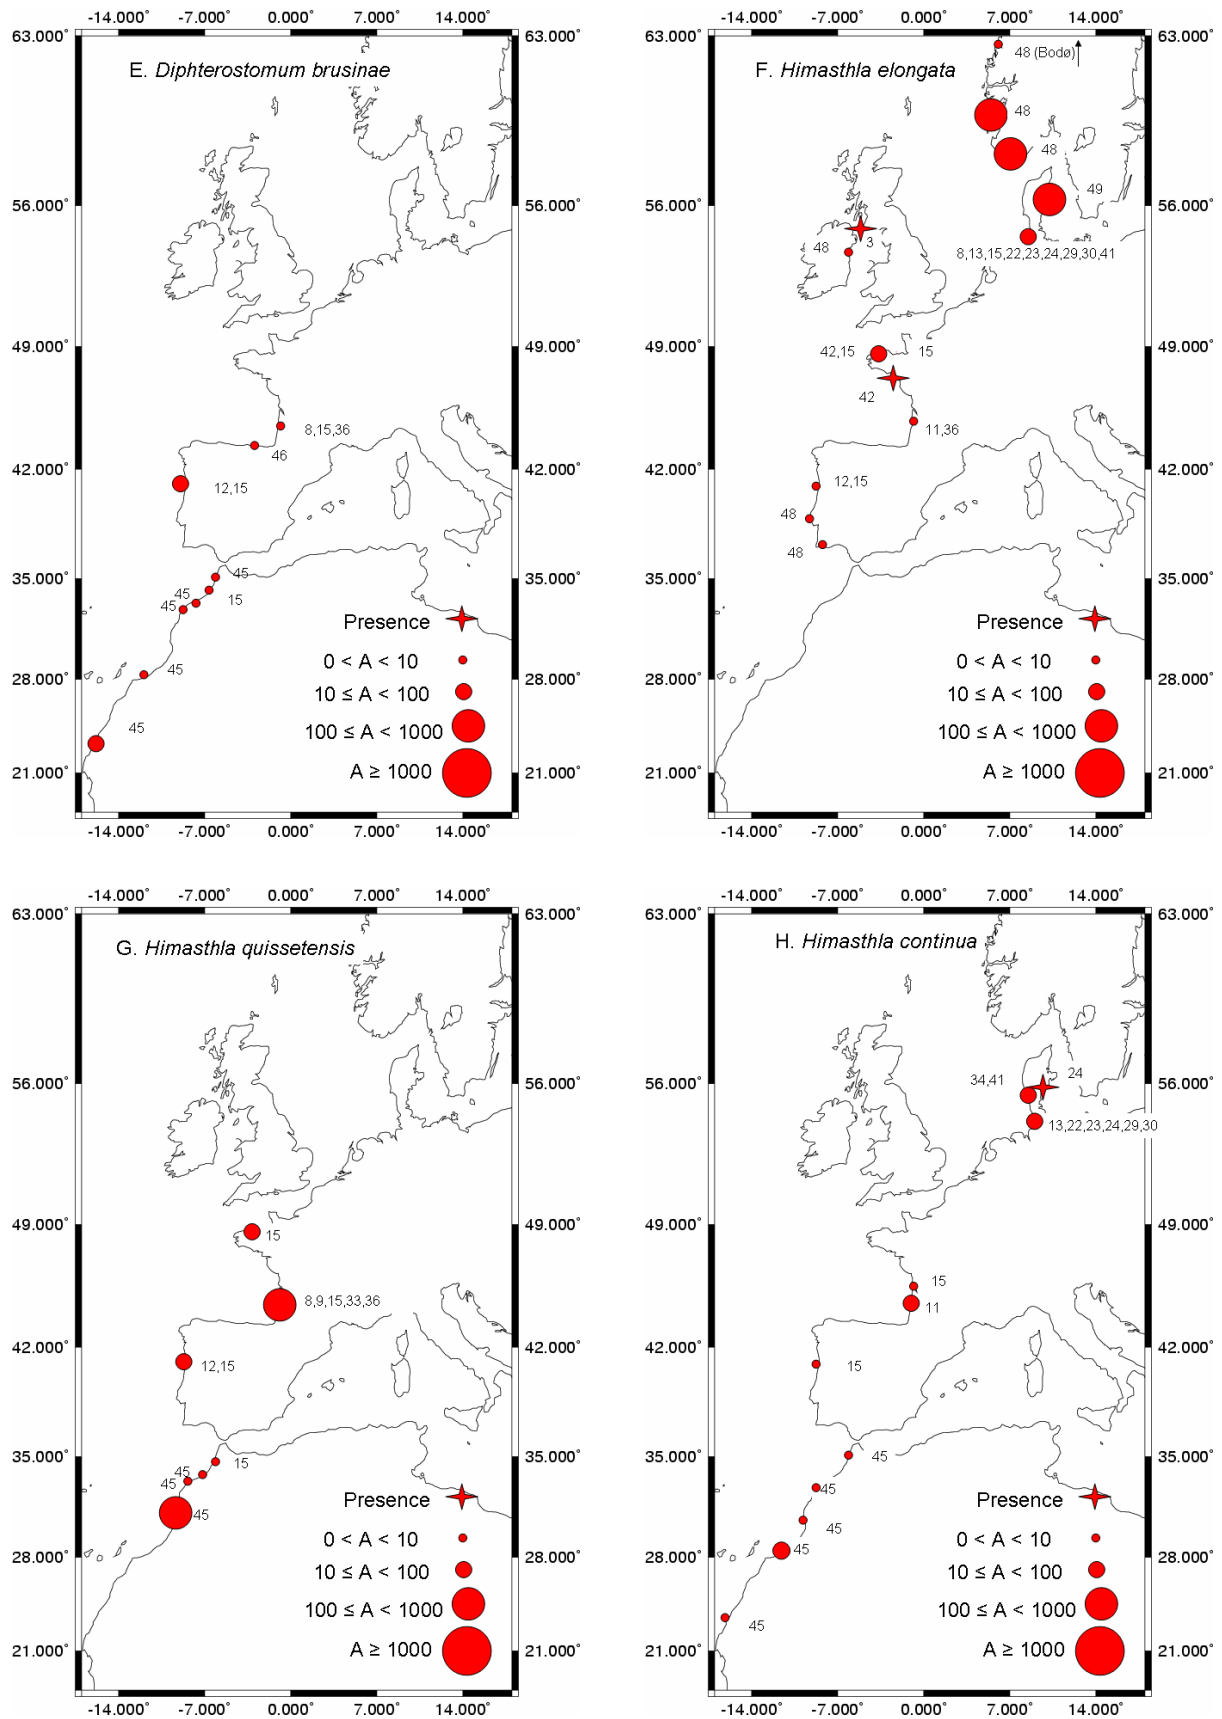 -14.000° -7.000° 0.000° 7.000° 14.000°
63.000° 63.000°
E. Diphterostomum brusinae
56.000° 56.000°
49.000° 49.000°
8,15,36
46
42.000° 42.000°
12,15
35.000° 35.000°
45
45
15
45
Presence
0 < A < 10
45
28.000° 28.000°
10 ≤ A < 100
45
100 ≤ A < 1000
A ≥ 1000
21.000° 21.000°
-14.000° -7.000° 0.000° 7.000° 14.000°
-14.000° -7.000° 0.000° 7.000° 14.000°
63.000° 63.000°
48 (Bodø)
F. Himasthla elongata
48
48
49
56.000° 56.000°
3
48
8,13,15,22,23,24,29,30,41
49.000° 49.000°
42,15 15
42
11,36
42.000° 42.000°
12,15
48
48
35.000° 35.000°
Presence
0 < A < 10
28.000° 28.000°
10 ≤ A < 100
100 ≤ A < 1000
A ≥ 1000
21.000° 21.000°
-14.000° -7.000° 0.000° 7.000° 14.000°
-14.000° -7.000° 0.000° 7.000° 14.000°
63.000° 63.000°
G. Himasthla quissetensis
56.000° 56.000°
49.000° 49.000°
15
8,9,15,33,36
42.000° 42.000°
12,15
35.000° 35.000°
15
45
45
Presence
45
0 < A < 10
28.000° 28.000°
10 ≤ A < 100
100 ≤ A < 1000
A ≥ 1000
21.000° 21.000°
-14.000° -7.000° 0.000° 7.000° 14.000°
-14.000° -7.000° 0.000° 7.000° 14.000°
63.000° 63.000°
H. Himasthla continua
24
34,41
56.000° 56.000°
13,22,23,24,29,30
49.000° 49.000°
15
11
42.000° 42.000°
15
35.000° 35.000°
45
45
Presence
45
0 < A < 10
45
28.000° 28.000°
10 ≤ A < 100
100 ≤ A < 1000
45
A ≥ 1000
21.000° 21.000°
-14.000° -7.000° 0.000° 7.000° 14.000°